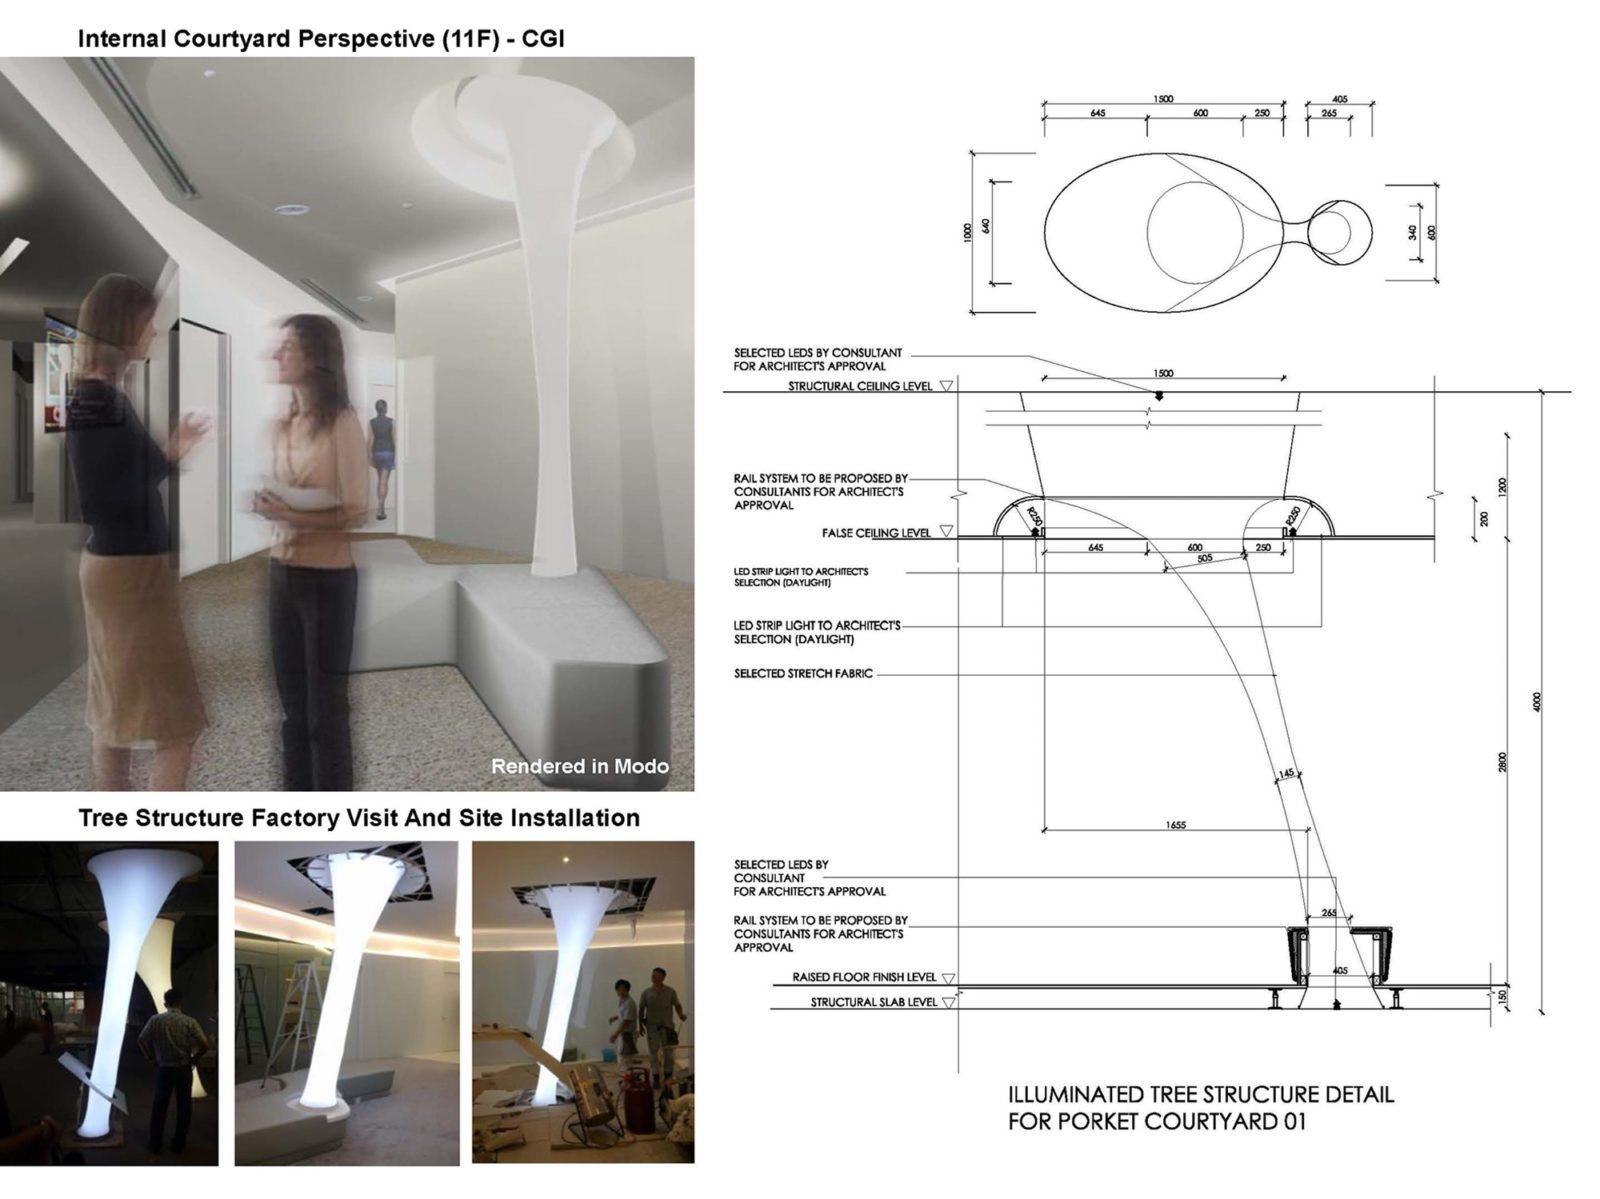 Internal Courtyard Perspective (11F) - CGI
Rendered in Modo
Tree Structure Factory Visit And Site Installation
1500
405
645
600
250
265
1000
640
340
600
SELECTED LEDS BY CONSULTANT
FOR ARCHITECT'S APPROVAL
STRUCTURAL CEILING LEVEL
1500
RAIL SYSTEM TO BE PROPOSED BY
CONSULTANTS FOR ARCHITECT'S
APPROVAL
R250
R250
1200
200
FALSE CEILING LEVEL
645
600
250
505
LED STRIP LIGHT TO ARCHITECT'S
SELECTION (DAYLIGHT)
LED STRIP LIGHT TO ARCHITECT'S
SELECTION (DAYLIGHT)
SELECTED STRETCH FABRIC
4000
2800
145
1655
SELECTED LEDS BY
CONSULTANT
FOR ARCHITECT'S APPROVAL
265
RAIL SYSTEM TO BE PROPOSED BY
CONSULTANTS FOR ARCHITECT'S
APPROVAL
405
RAISED FLOOR FINISH LEVEL
STRUCTURAL SLAB LEVEL
150
ILLUMINATED TREE STRUCTURE DETAIL
FOR PORKET COURTYARD 01